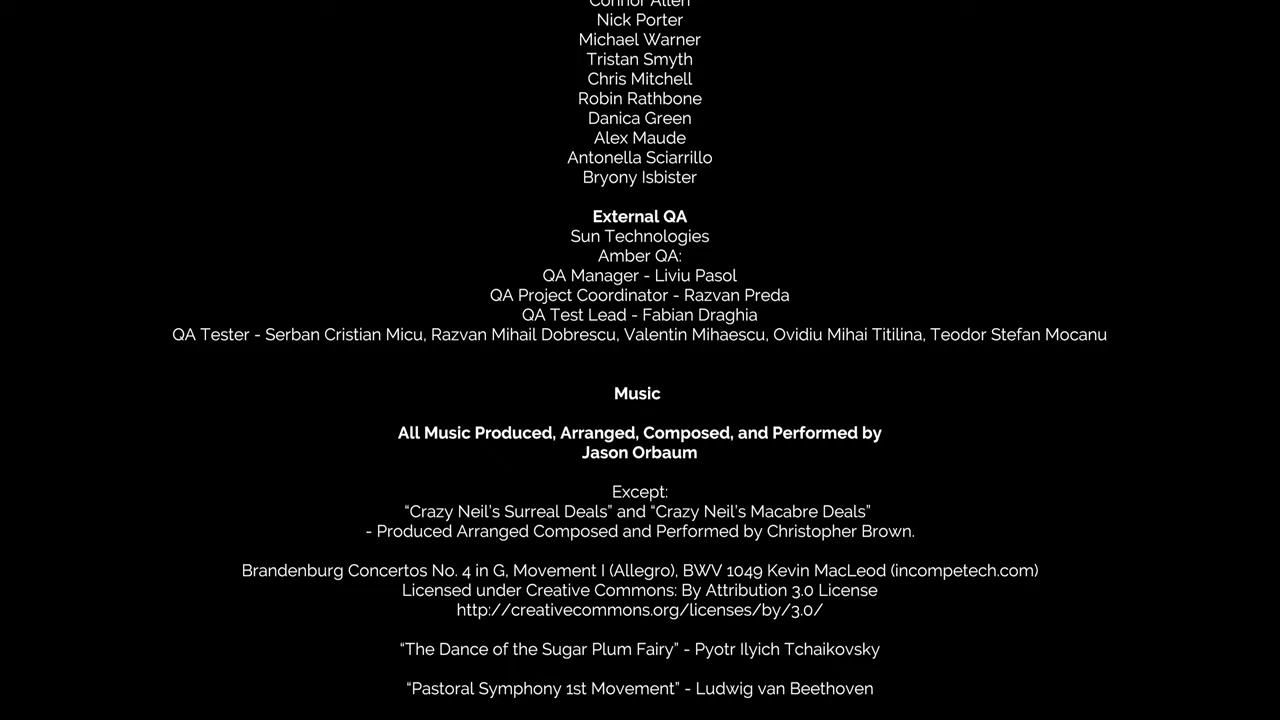 Connor Allen
Nick Porter
Michael Warner
Tristan Smyth
Chris Mitchell
Robin Rathbone
Danica Green
Alex Maude
Antonella Sciarrillo
Bryony Isbister
External QA
Sun Technologies
Amber QA:
QA Manager - Liviu Pasol
QA Project Coordinator - Razvan Preda
QA Test Lead - Fabian Draghia
QA Tester - Serban Cristian Micu, Razvan Mihail Dobrescu, Valentin Mihaescu, Ovidiu Mihai Titilina, Teodor Stefan Mocanu
Music
All Music Produced, Arranged, Composed, and Performed by
Jason Orbaum
Except:
“Crazy Neil’s Surreal Deals” and “Crazy Neil’s Macabre Deals”
- Produced Arranged Composed and Performed by Christopher Brown.
Brandenburg Concertos No. 4 in G, Movement I (Allegro), BWV 1049 Kevin MacLeod (incompetech.com)
Licensed under Creative Commons: By Attribution 3.0 License
http://creativecommons.org/licenses/by/3.0/
“The Dance of the Sugar Plum Fairy” - Pyotr Ilyich Tchaikovsky
“Pastoral Symphony 1st Movement” - Ludwig van Beethoven